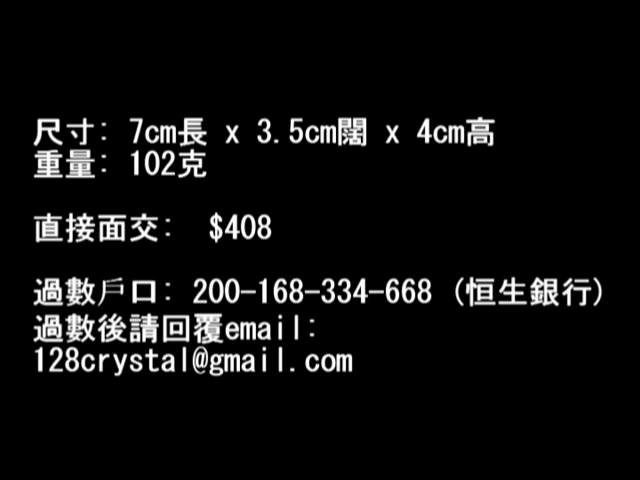 尺寸: 7cm長 x 3.5cm闊 x 4cm高
重量: 102克
直接面交: $408
過數戶口: 200-168-334-668 (恒生銀行)
過數後請回覆email:
128crystal@gmail.com